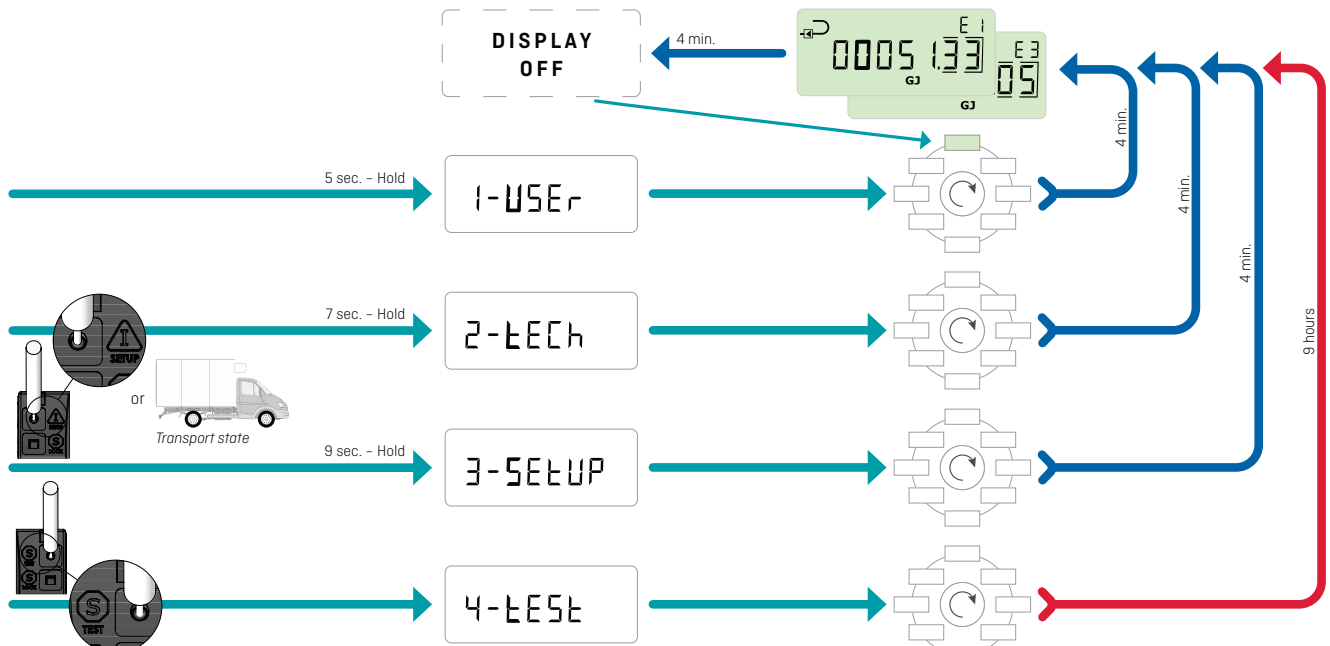 DISPLAY
OFF
4 min.
E1
0005 1.33
GJ
E3
05
GJ
5 sec. – Hold
1-USEr
4 min.
7 sec. – Hold
2-tECh
4 min.
SETUP
or
Transport state
9 sec. – Hold
3-SEtUP
4 min.
9 hours
S
TEST
4-tESt